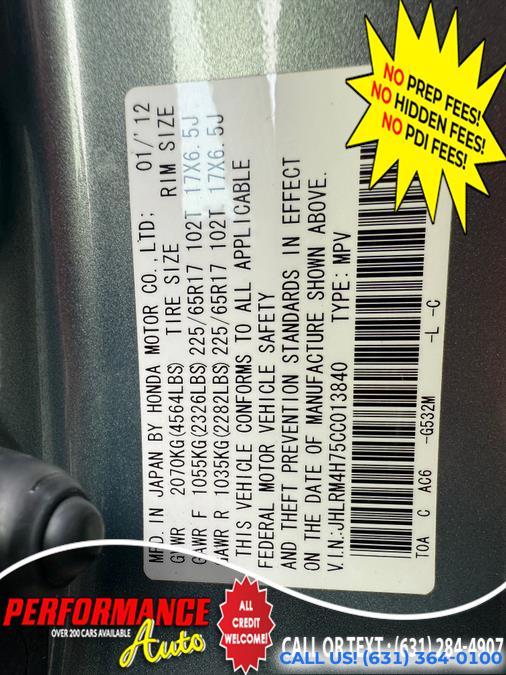 MFD. IN JAPAN BY HONDA MOTOR CO., LTD: 01/'12
GVWR 2070KG(4564LBS) TIRE SIZE RIM SIZE
GAWR F 1055KG(2326LBS) 225/65R17 102T 17X6.5J
GAWR R 1035KG(2282LBS) 225/65R17 102T 17X6.5J
THIS VEHICLE CONFORMS TO ALL APPLICABLE
FEDERAL MOTOR VEHICLE SAFETY
AND THEFT PREVENTION STANDARDS IN EFFECT
ON THE DATE OF MANUFACTURE SHOWN ABOVE.
V.I.N:JHLRM4H75CC013840 TYPE: MPV
TOA C AC6 -G532M -L -C
NO PREP FEES!
NO HIDDEN FEES!
NO PDI FEES!
PERFORMANCE
OVER 200 CARS AVAILABLE
Auto
ALL
CREDIT
WELCOME!
CALL OR TEXT : (631) 284-4907
CALL US! (631) 364-0100